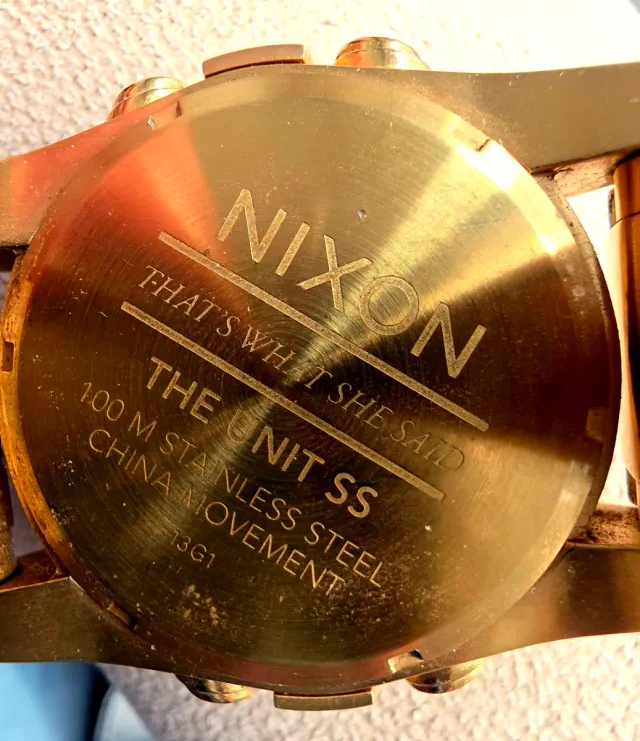 NIXON
THAT'S WHAT SHE SAID
THE UNIT SS
100 M STAINLESS STEEL
CHINA MOVEMENT
13G1